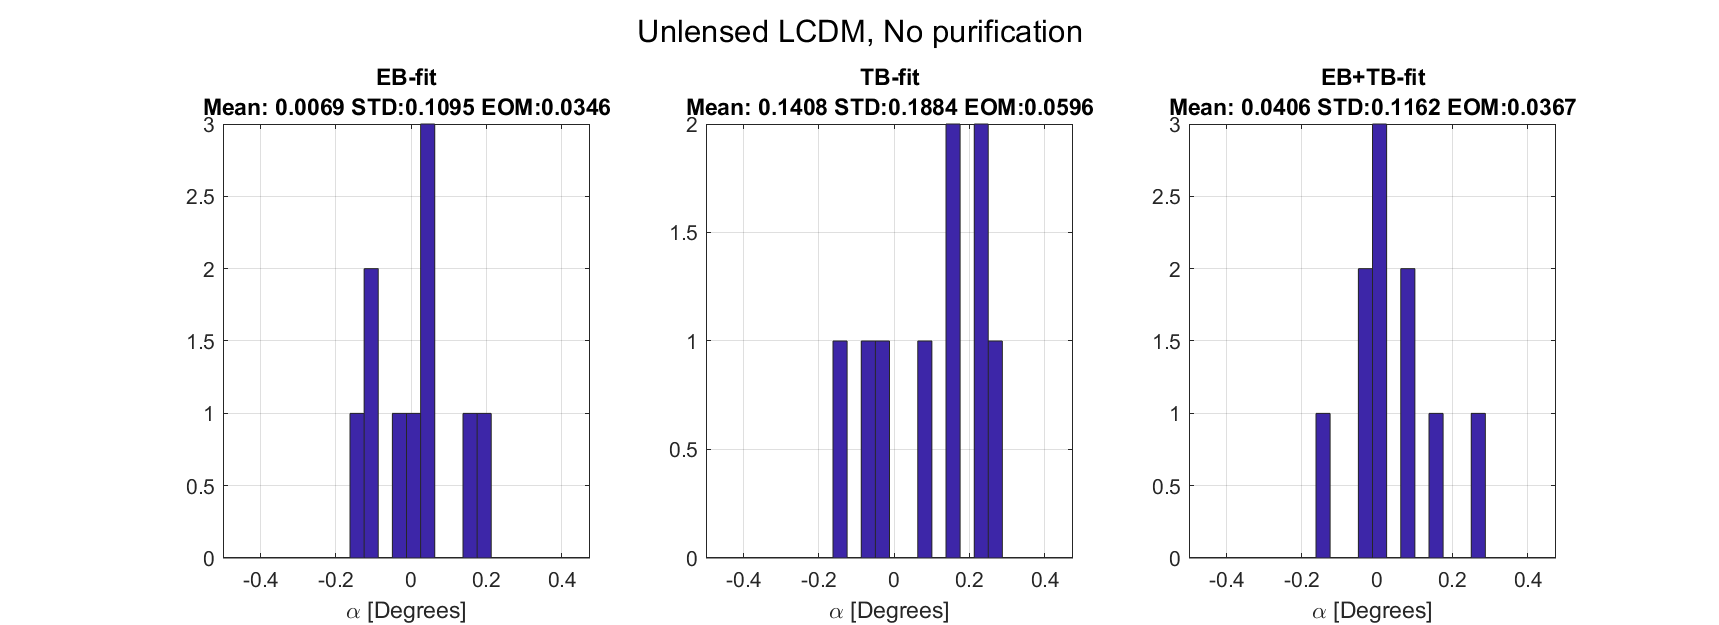 Unlensed LCDM, No purification
EB-fit
Mean: 0.0069 STD:0.1095 EOM:0.0346
3
2.5
2
1.5
1
0.5
0
-0.4 -0.2 0 0.2 0.4
α [Degrees]
TB-fit
Mean: 0.1408 STD:0.1884 EOM:0.0596
2
1.5
1
0.5
0
-0.4 -0.2 0 0.2 0.4
α [Degrees]
EB+TB-fit
Mean: 0.0406 STD:0.1162 EOM:0.0367
3
2.5
2
1.5
1
0.5
0
-0.4 -0.2 0 0.2 0.4
α [Degrees]